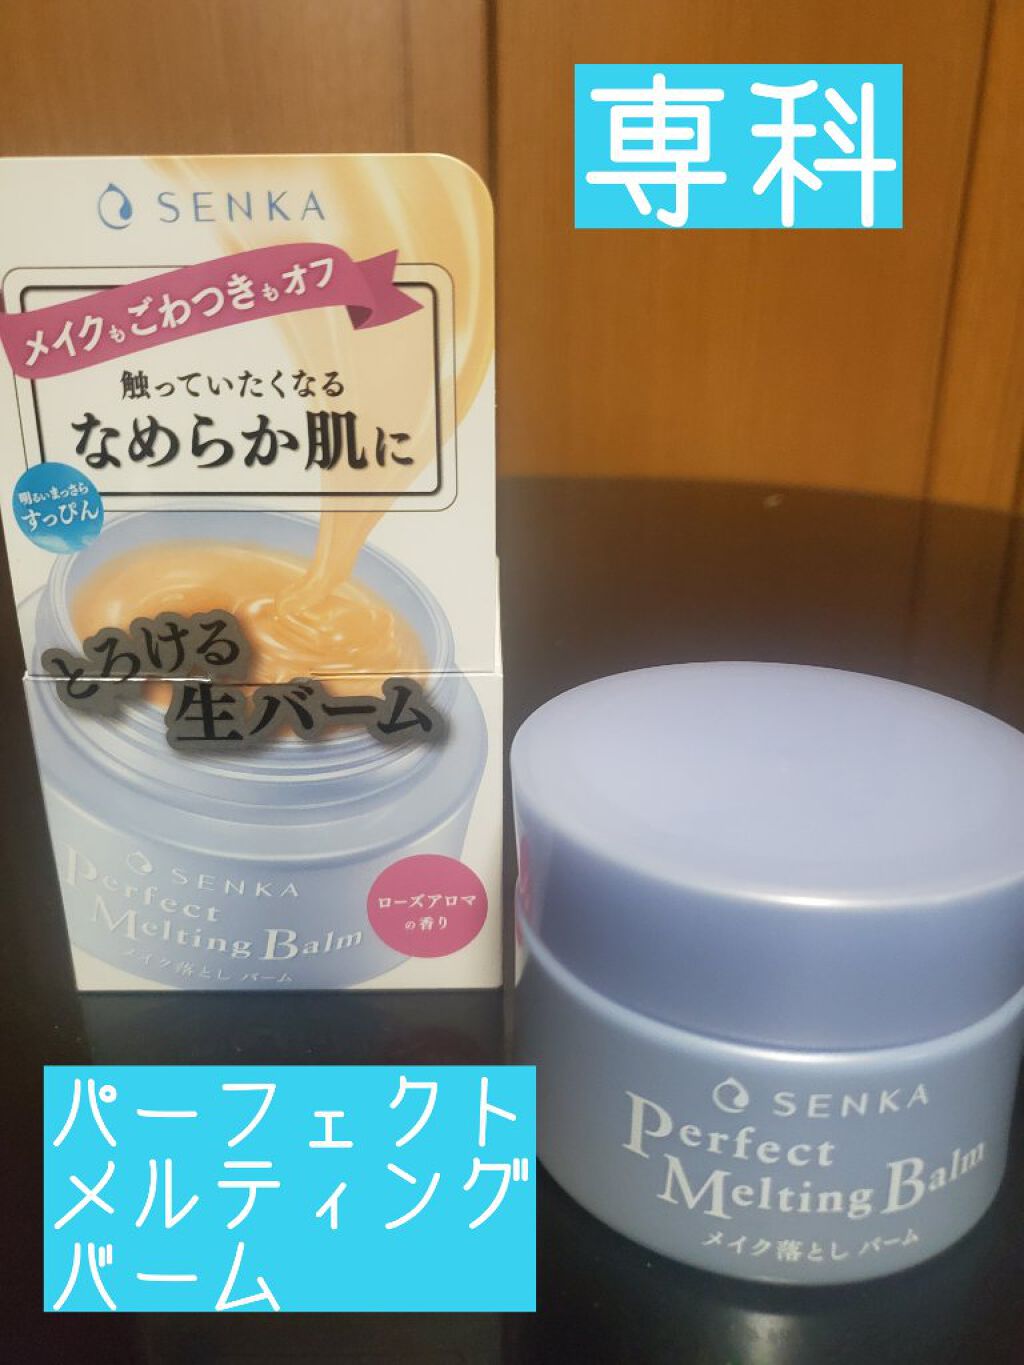 専科
SENKA
メイクもごわつきもオフ
触っていたくなる
なめらか肌に
明るいまっさら
すっぴん
とろける
生バーム
SENKA
Perfect
Melting Balm
メイク落とし バーム
ローズアロマ
の香り
SENKA
Perfect
Melting Balm
メイク落とし バーム
パーフェクト
メルティング
バーム